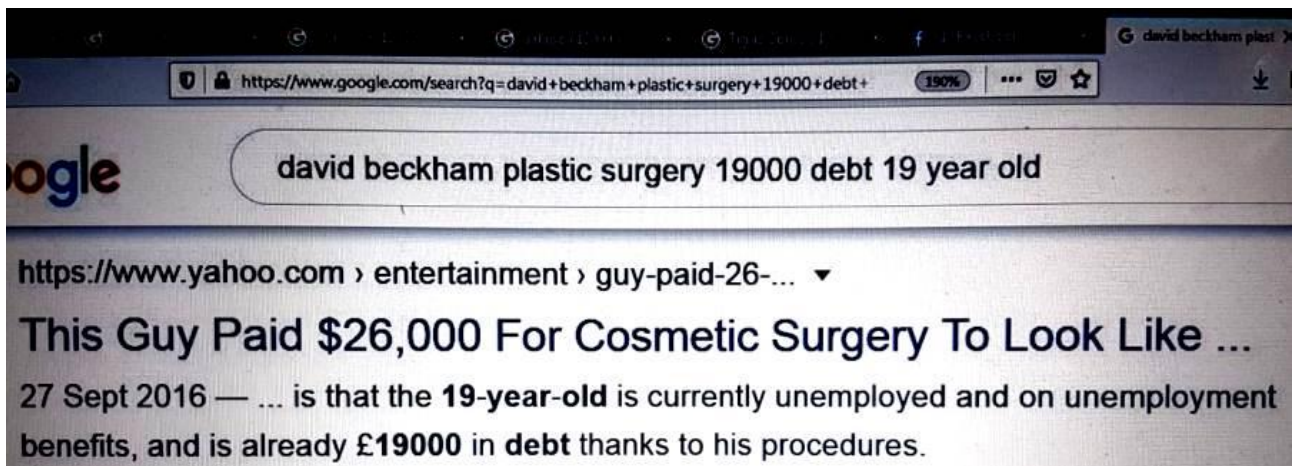 david beckham plast
https://www.google.com/search?q=david+beckham+plastic+surgery+19000+debt+ 190%
ogle david beckham plastic surgery 19000 debt 19 year old
https://www.yahoo.com › entertainment › guy-paid-26-...
This Guy Paid $26,000 For Cosmetic Surgery To Look Like ...
27 Sept 2016 — ... is that the 19-year-old is currently unemployed and on unemployment
benefits, and is already £19000 in debt thanks to his procedures.